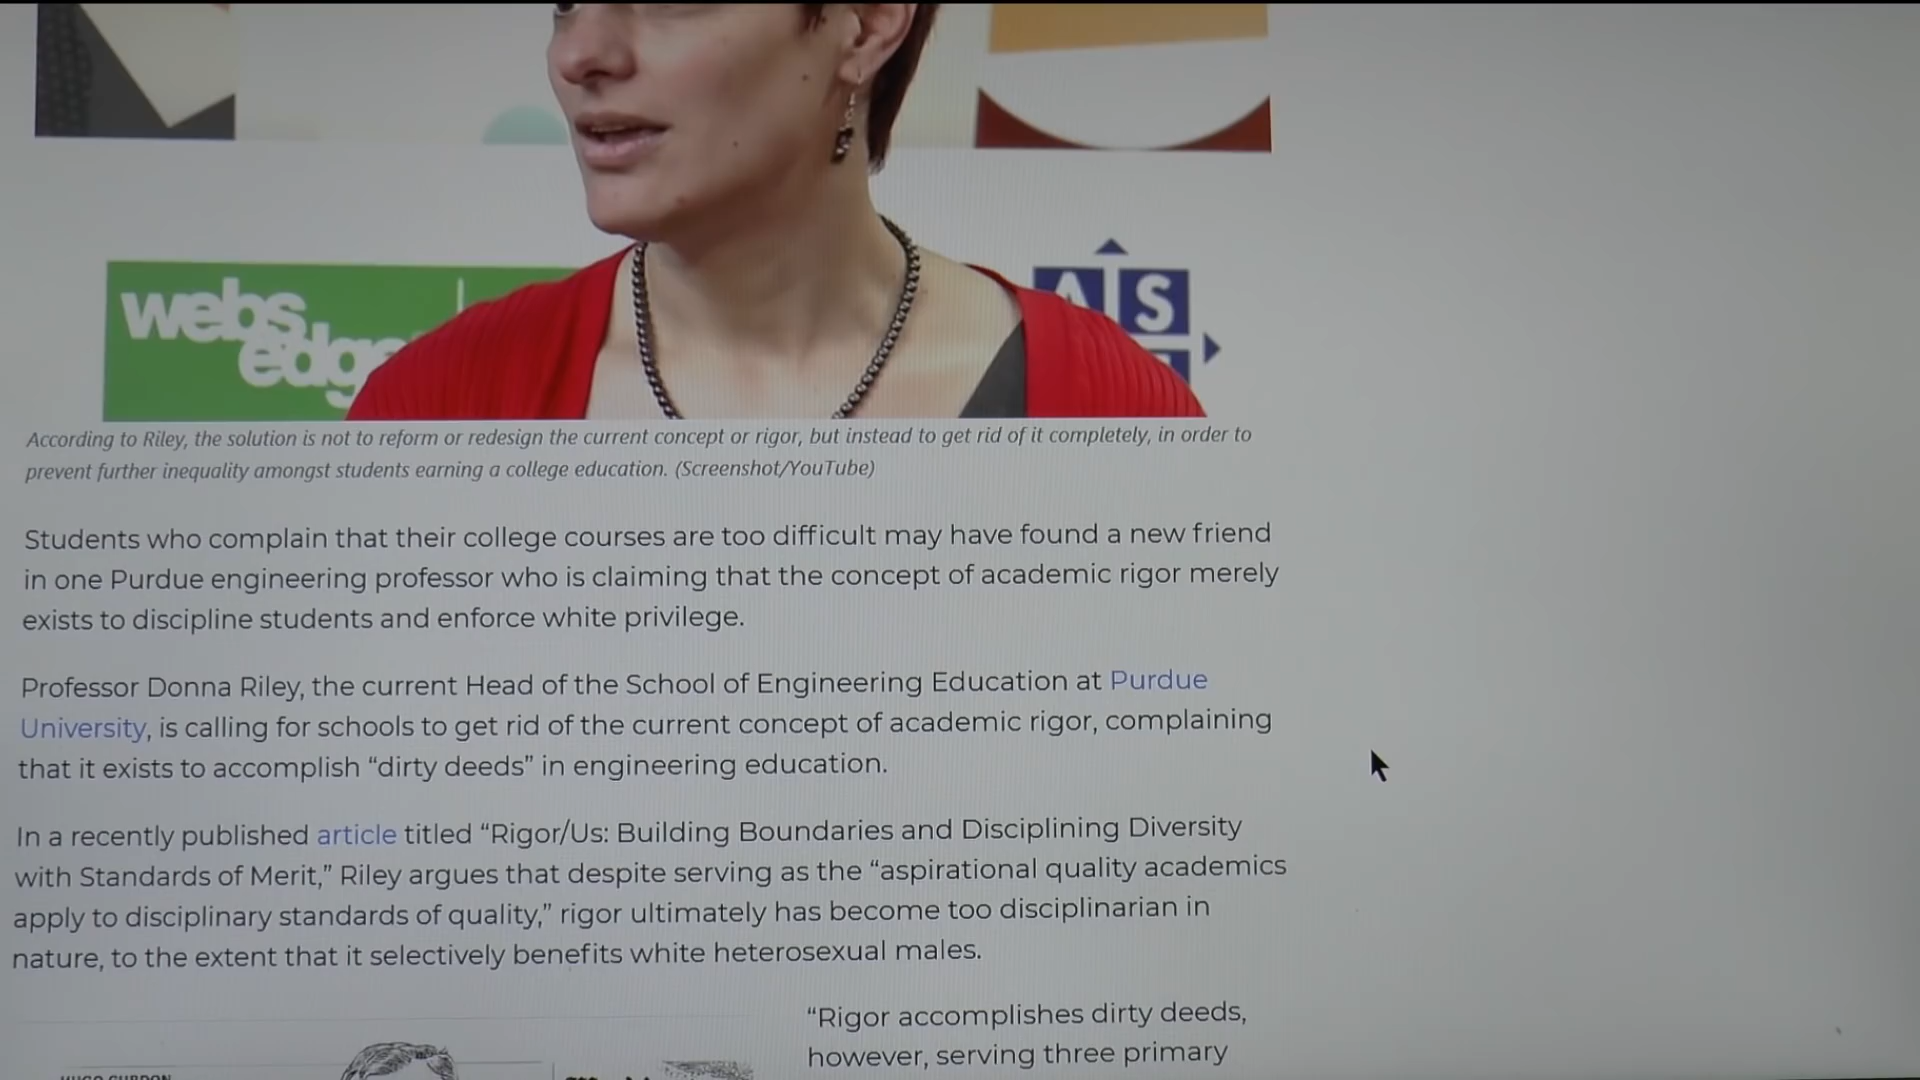 webs
edge
A S
According to Riley, the solution is not to reform or redesign the current concept or rigor, but instead to get rid of it completely, in order to
prevent further inequality amongst students earning a college education. (Screenshot/YouTube)
Students who complain that their college courses are too difficult may have found a new friend
in one Purdue engineering professor who is claiming that the concept of academic rigor merely
exists to discipline students and enforce white privilege.
Professor Donna Riley, the current Head of the School of Engineering Education at Purdue
University, is calling for schools to get rid of the current concept of academic rigor, complaining
that it exists to accomplish “dirty deeds” in engineering education.
In a recently published article titled “Rigor/Us: Building Boundaries and Disciplining Diversity
with Standards of Merit,” Riley argues that despite serving as the “aspirational quality academics
apply to disciplinary standards of quality,” rigor ultimately has become too disciplinarian in
nature, to the extent that it selectively benefits white heterosexual males.
“Rigor accomplishes dirty deeds,
however, serving three primary